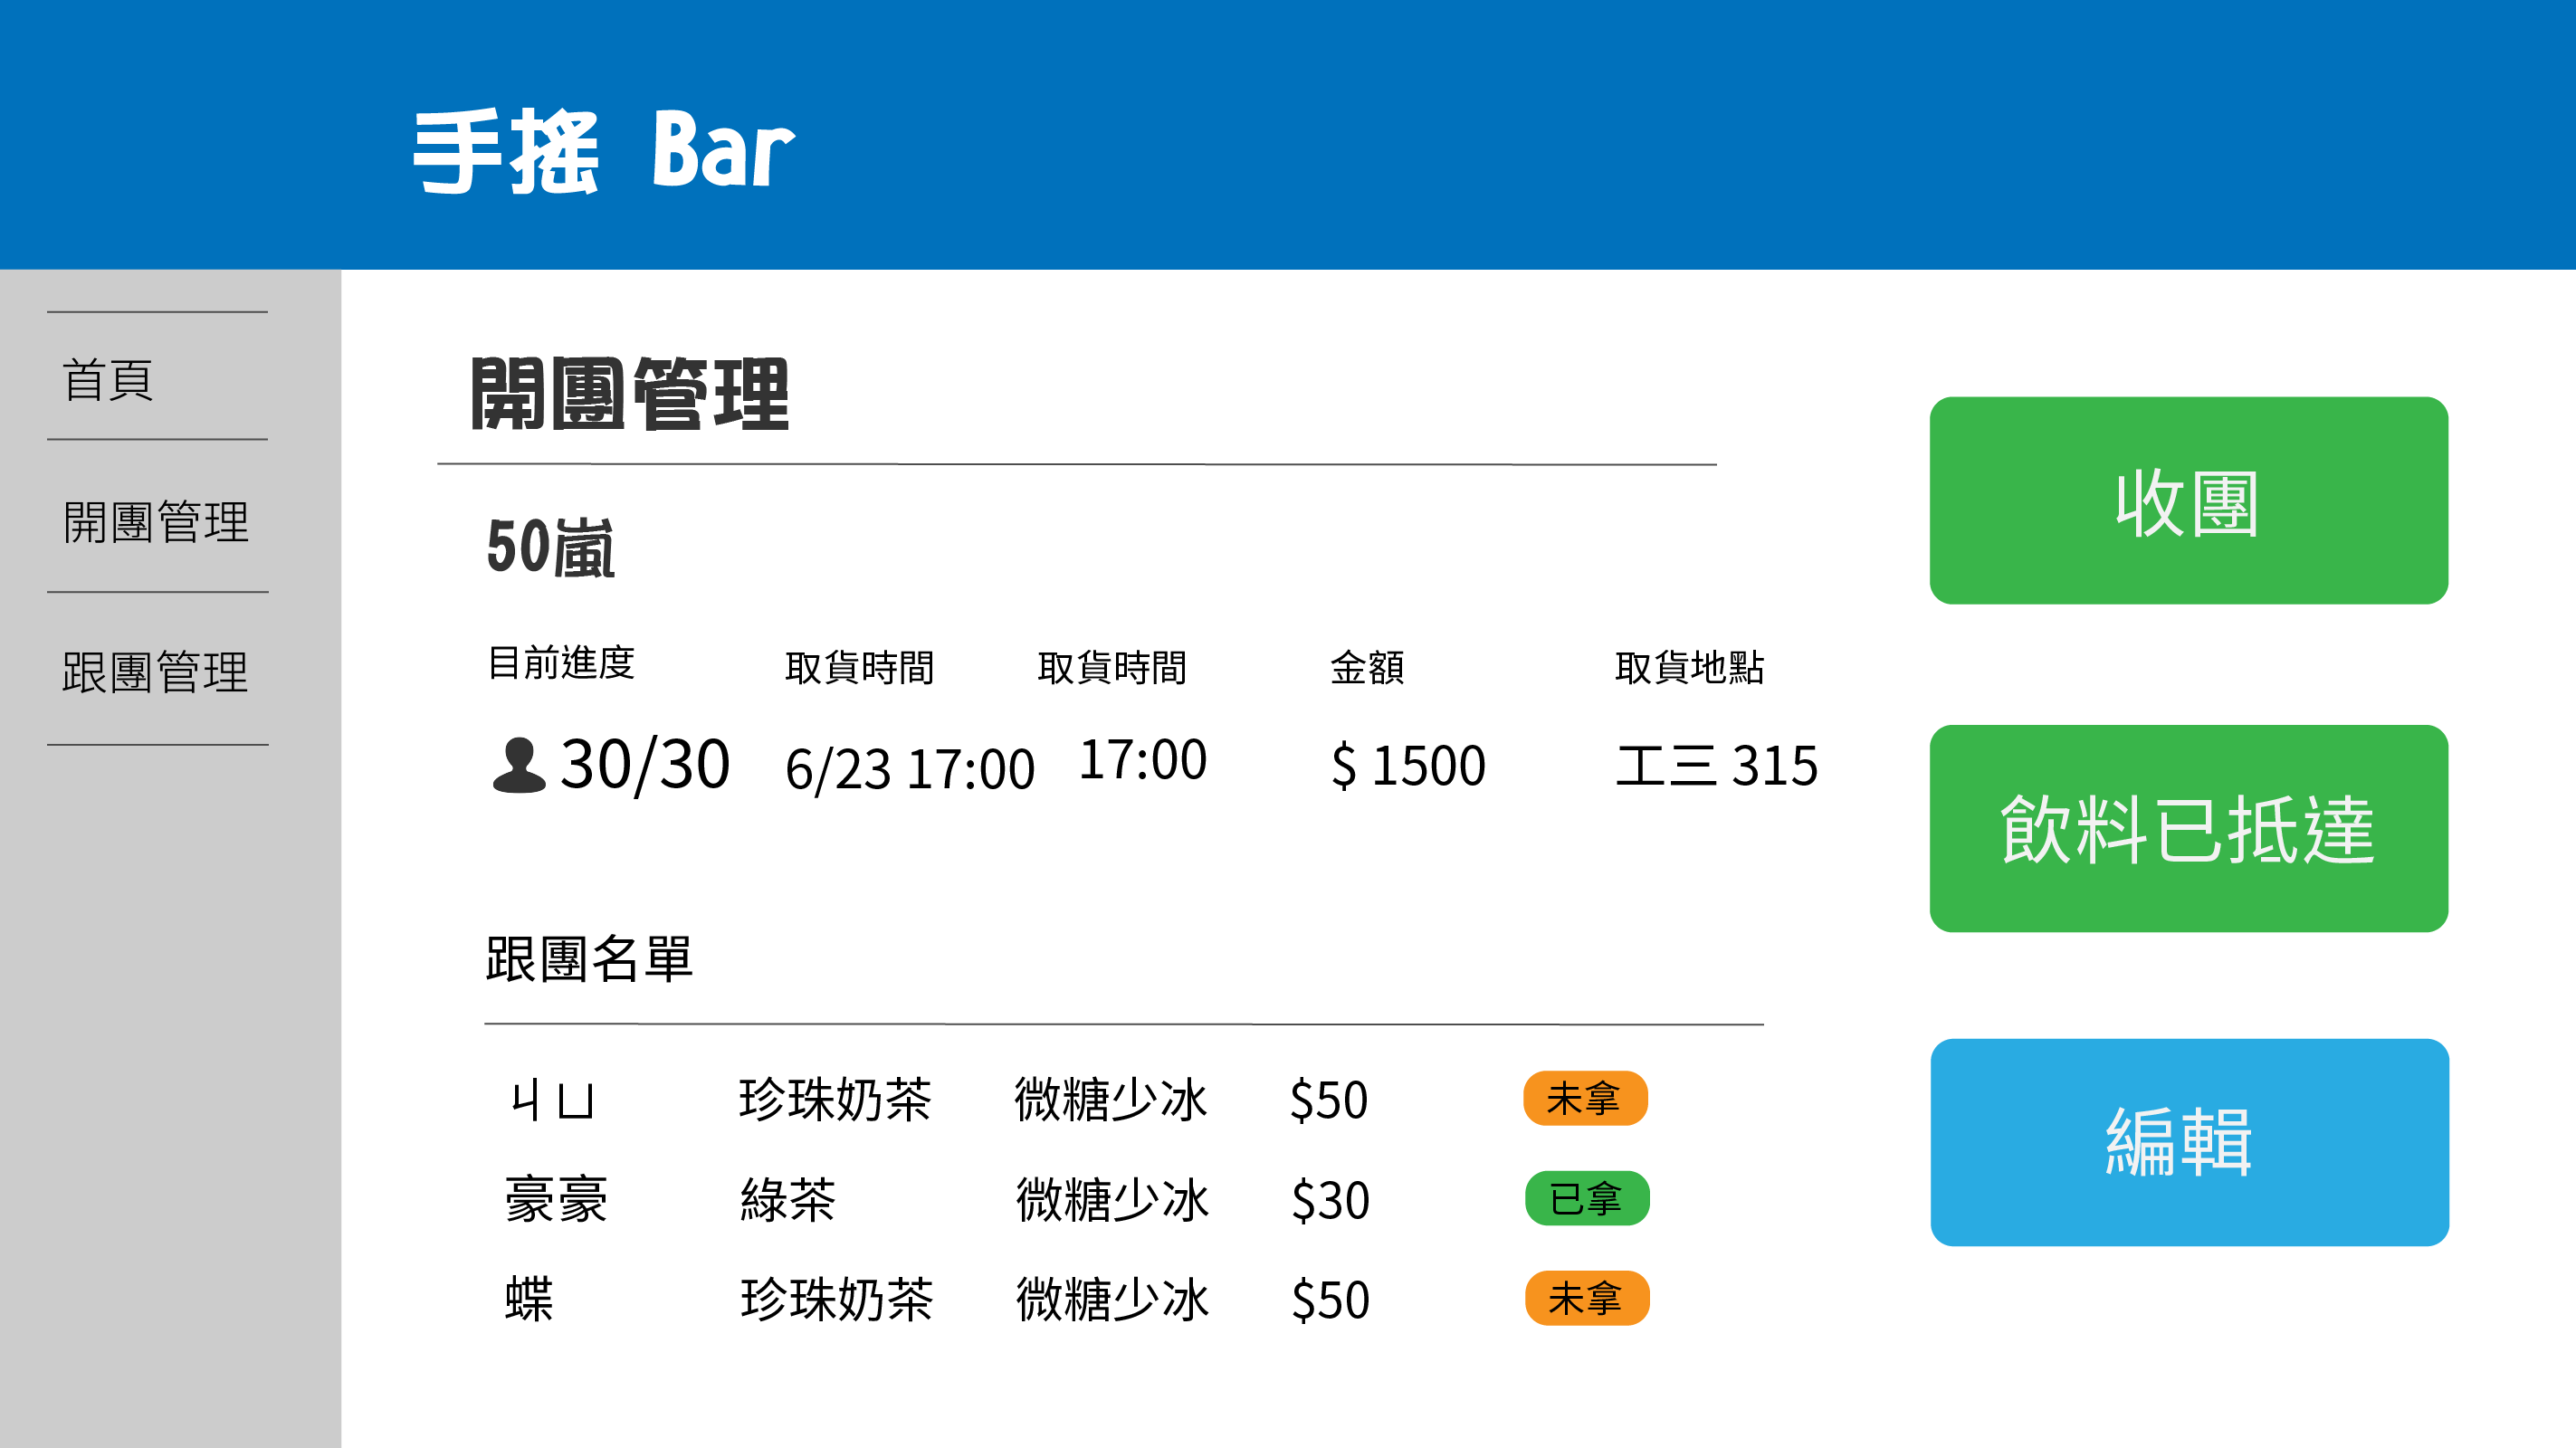 手搖 Bar
首頁
開團管理
跟團管理
開團管理
50嵐
目前進度 取貨時間 取貨時間 金額 取貨地點
30/30 6/23 17:00 17:00 $ 1500 工三 315
跟團名單
ㄐㄩ 珍珠奶茶 微糖少冰 $50 未拿
豪豪 綠茶 微糖少冰 $30 已拿
蝶 珍珠奶茶 微糖少冰 $50 未拿
收團
飲料已抵達
編輯